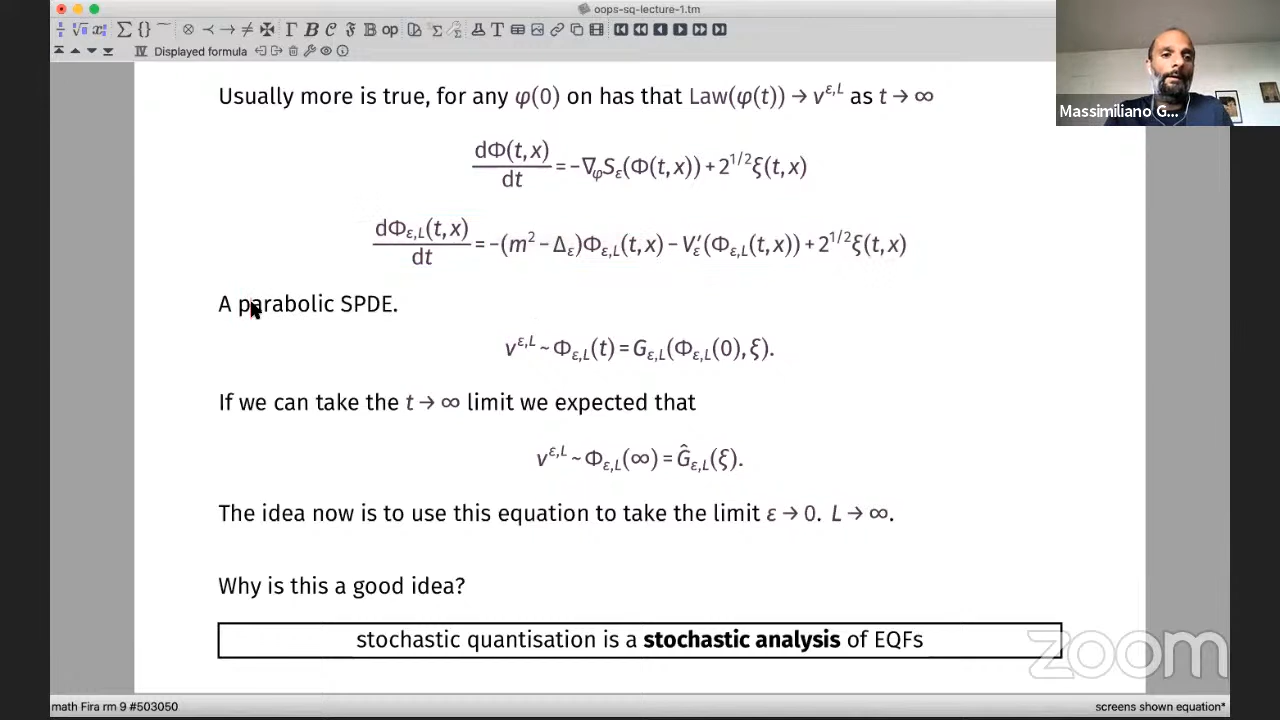 oops-sq-lecture-1.tm
Displayed formula
Massimiliano G...
Usually more is true, for any φ(0) on has that Law(φ(t)) → ν^{ε,L} as t → ∞
dΦ(t,x)/dt = -∇_φ S_ε(Φ(t,x)) + 2^{1/2} ξ(t,x)
dΦ_{ε,L}(t,x)/dt = -(m² - Δ_ε)Φ_{ε,L}(t,x) - V′_ε(Φ_{ε,L}(t,x)) + 2^{1/2} ξ(t,x)
A parabolic SPDE.
ν^{ε,L} ~ Φ_{ε,L}(t) = G_{ε,L}(Φ_{ε,L}(0), ξ).
If we can take the t → ∞ limit we expected that
ν^{ε,L} ~ Φ_{ε,L}(∞) = Ĝ_{ε,L}(ξ).
The idea now is to use this equation to take the limit ε → 0. L → ∞.
Why is this a good idea?
stochastic quantisation is a stochastic analysis of EQFs
zoom
math Fira rm 9 #503050
screens shown equation*